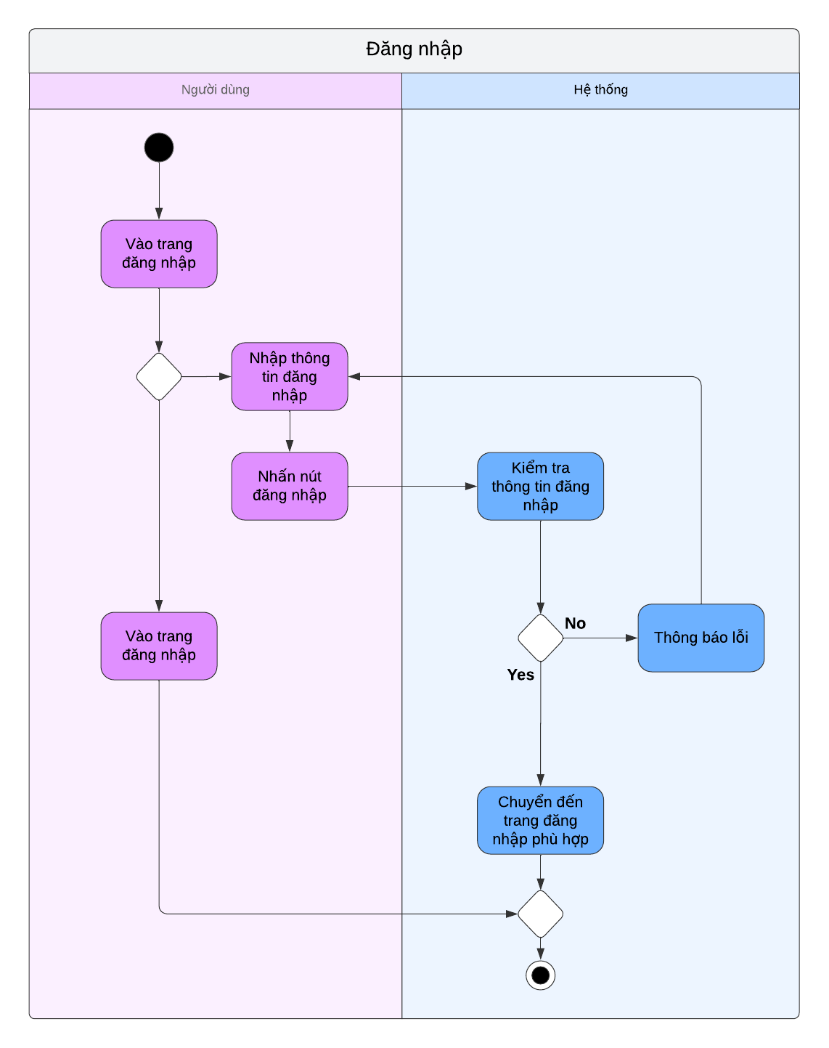 Đăng nhập
Người dùng
Hệ thống
Vào trang
đăng nhập
Nhập thông
tin đăng
nhập
Nhấn nút
đăng nhập
Kiểm tra
thông tin đăng
nhập
No
Thông báo lỗi
Vào trang
đăng nhập
Yes
Chuyển đến
trang đăng
nhập phù hợp